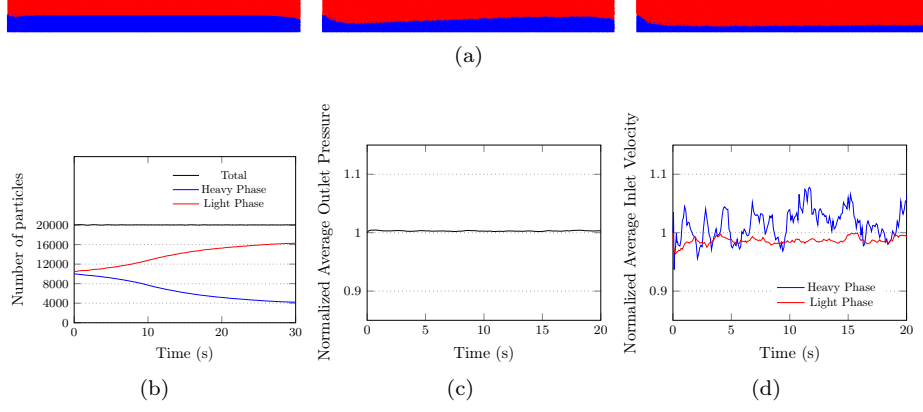 (a)
Number of particles
20000
16000
12000
8000
4000
0
0
10
20
30
Time (s)
Total
Heavy Phase
Light Phase
(b)
Normalized Average Outlet Pressure
1.1
1
0.9
0
5
10
15
20
Time (s)
(c)
Normalized Average Inlet Velocity
1.1
1
0.9
0
5
10
15
20
Time (s)
Heavy Phase
Light Phase
(d)